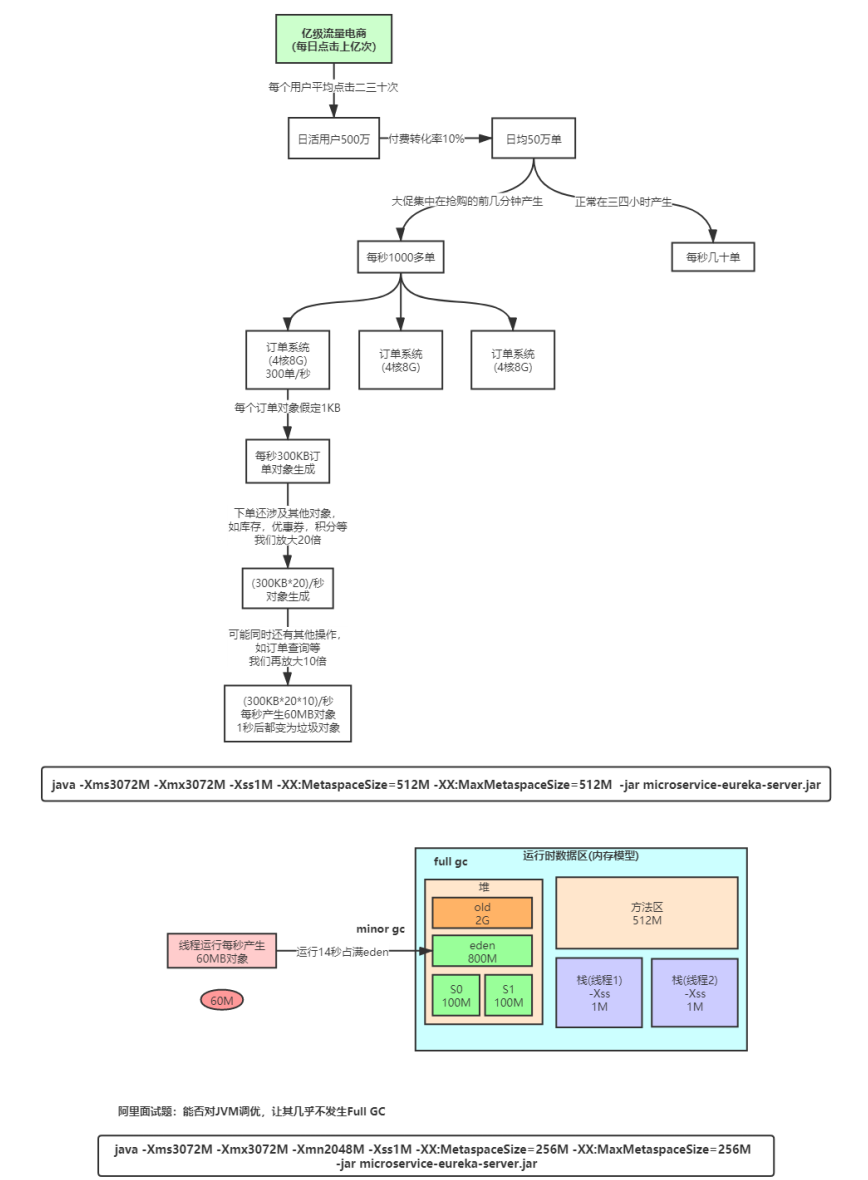 亿级流量电商
(每日点击上亿次)
每个用户平均点击二三十次
日活用户500万
付费转化率10%
日均50万单
大促集中在抢购的前几分钟产生
正常在三四小时产生
每秒1000多单
每秒几十单
订单系统
(4核8G)
300单/秒
订单系统
(4核8G)
订单系统
(4核8G)
每个订单对象假定1KB
每秒300KB订
单对象生成
下单还涉及其他对象，
如库存，优惠券，积分等
我们放大20倍
(300KB*20)/秒
对象生成
可能同时还有其他操作，
如订单查询等
我们再放大10倍
(300KB*20*10)/秒
每秒产生60MB对象
1秒后都变为垃圾对象
java -Xms3072M -Xmx3072M -Xss1M -XX:MetaspaceSize=512M -XX:MaxMetaspaceSize=512M -jar microservice-eureka-server.jar
运行时数据区(内存模型)
full gc
堆
old
2G
方法区
512M
minor gc
线程运行每秒产生
60MB对象
运行14秒占满eden
eden
800M
S0
100M
S1
100M
栈(线程1)
-Xss
1M
栈(线程2)
-Xss
1M
60M
阿里面试题：能否对JVM调优，让其几乎不发生Full GC
java -Xms3072M -Xmx3072M -Xmn2048M -Xss1M -XX:MetaspaceSize=256M -XX:MaxMetaspaceSize=256M
-jar microservice-eureka-server.jar